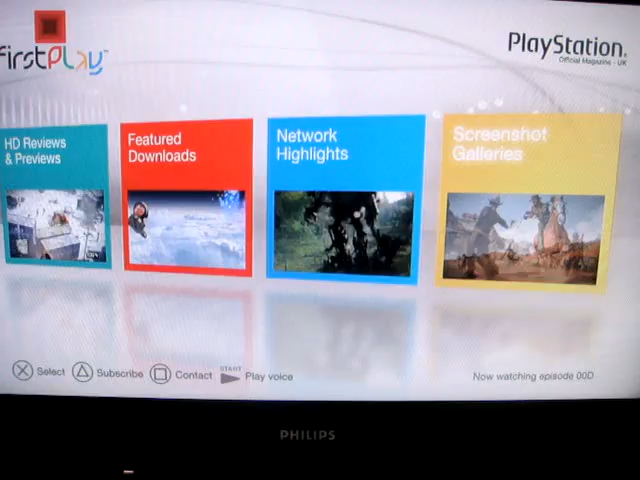 firstPlay
PlayStation.
Official Magazine - UK
HD Reviews
& Previews
Featured
Downloads
Network
Highlights
Screenshot
Galleries
Select
Subscribe
Contact
START
Play voice
Now watching episode 00D
PHILIPS